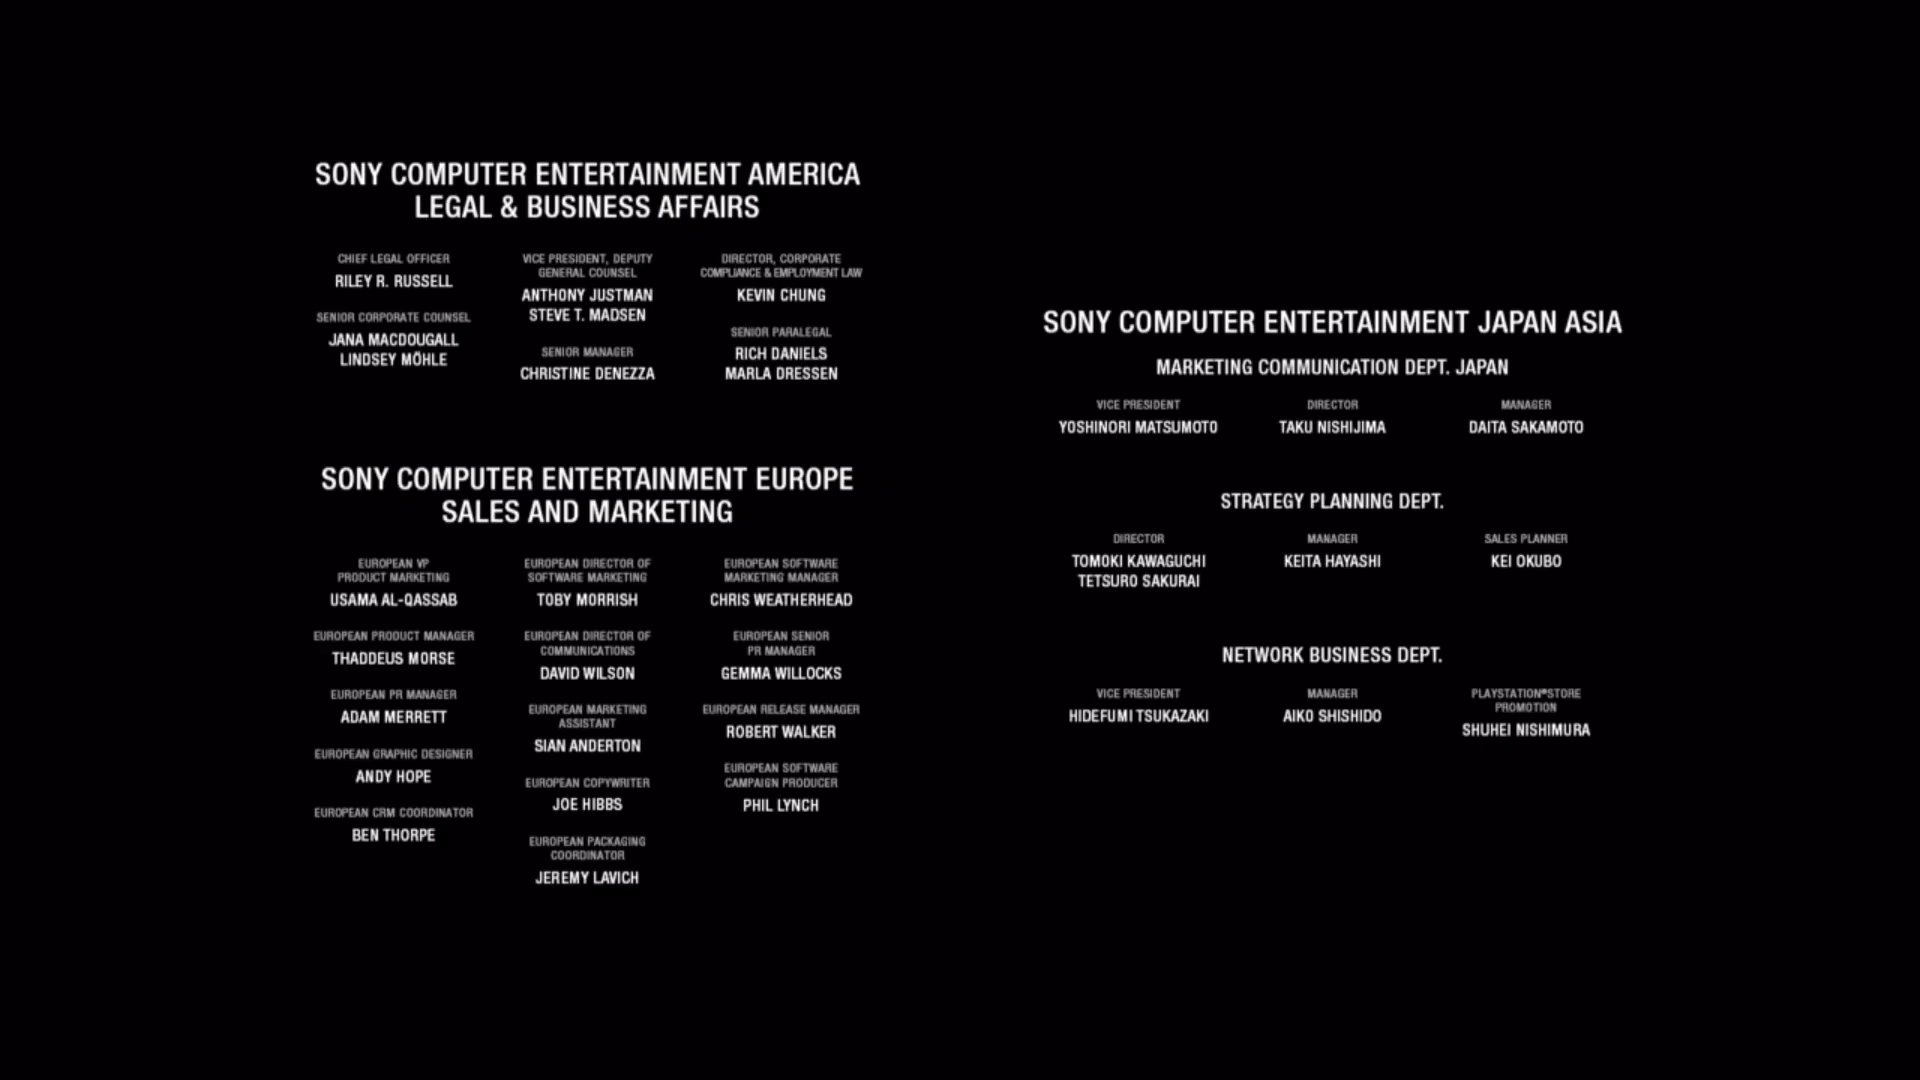 SONY COMPUTER ENTERTAINMENT AMERICA
LEGAL & BUSINESS AFFAIRS
CHIEF LEGAL OFFICER
RILEY R. RUSSELL
SENIOR CORPORATE COUNSEL
JANA MACDOUGALL
LINDSEY MÖHLE
VICE PRESIDENT, DEPUTY
GENERAL COUNSEL
ANTHONY JUSTMAN
STEVE T. MADSEN
SENIOR MANAGER
CHRISTINE DENEZZA
DIRECTOR, CORPORATE
COMPLIANCE & EMPLOYMENT LAW
KEVIN CHUNG
SENIOR PARALEGAL
RICH DANIELS
MARLA DRESSEN
SONY COMPUTER ENTERTAINMENT EUROPE
SALES AND MARKETING
EUROPEAN VP
PRODUCT MARKETING
USAMA AL-QASSAB
EUROPEAN PRODUCT MANAGER
THADDEUS MORSE
EUROPEAN PR MANAGER
ADAM MERRETT
EUROPEAN GRAPHIC DESIGNER
ANDY HOPE
EUROPEAN CRM COORDINATOR
BEN THORPE
EUROPEAN DIRECTOR OF
SOFTWARE MARKETING
TOBY MORRISH
EUROPEAN DIRECTOR OF
COMMUNICATIONS
DAVID WILSON
EUROPEAN MARKETING
ASSISTANT
SIAN ANDERTON
EUROPEAN COPYWRITER
JOE HIBBS
EUROPEAN PACKAGING
COORDINATOR
JEREMY LAVICH
EUROPEAN SOFTWARE
MARKETING MANAGER
CHRIS WEATHERHEAD
EUROPEAN SENIOR
PR MANAGER
GEMMA WILLOCKS
EUROPEAN RELEASE MANAGER
ROBERT WALKER
EUROPEAN SOFTWARE
CAMPAIGN PRODUCER
PHIL LYNCH
SONY COMPUTER ENTERTAINMENT JAPAN ASIA
MARKETING COMMUNICATION DEPT. JAPAN
VICE PRESIDENT
YOSHINORI MATSUMOTO
DIRECTOR
TAKU NISHIJIMA
MANAGER
DAITA SAKAMOTO
STRATEGY PLANNING DEPT.
DIRECTOR
TOMOKI KAWAGUCHI
TETSURO SAKURAI
MANAGER
KEITA HAYASHI
SALES PLANNER
KEI OKUBO
NETWORK BUSINESS DEPT.
VICE PRESIDENT
HIDEFUMI TSUKAZAKI
MANAGER
AIKO SHISHIDO
PLAYSTATION®STORE
PROMOTION
SHUHEI NISHIMURA